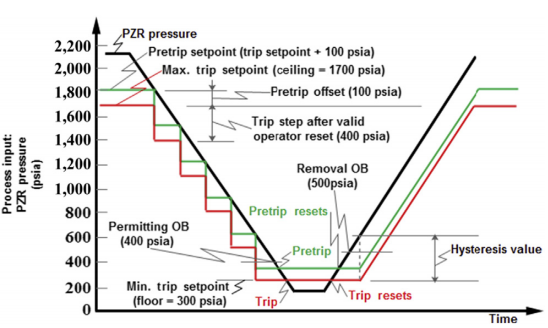 PZR pressure
2,200
Pretrip setpoint (trip setpoint + 100 psia)
2,000
Max. trip setpoint (ceiling = 1700 psia)
1,800
Pretrip offset (100 psia)
1,600
Trip step after valid
operator reset (400 psia)
1,400
1,200
Process input:
PZR pressure
(psia)
Removal OB
(500psia)
1,000
Pretrip resets
800
Permitting OB
(400 psia)
600
Pretrip
Hysteresis value
400
Min. trip setpoint
(floor = 300 psia)
200
Trip
Trip resets
0
Time